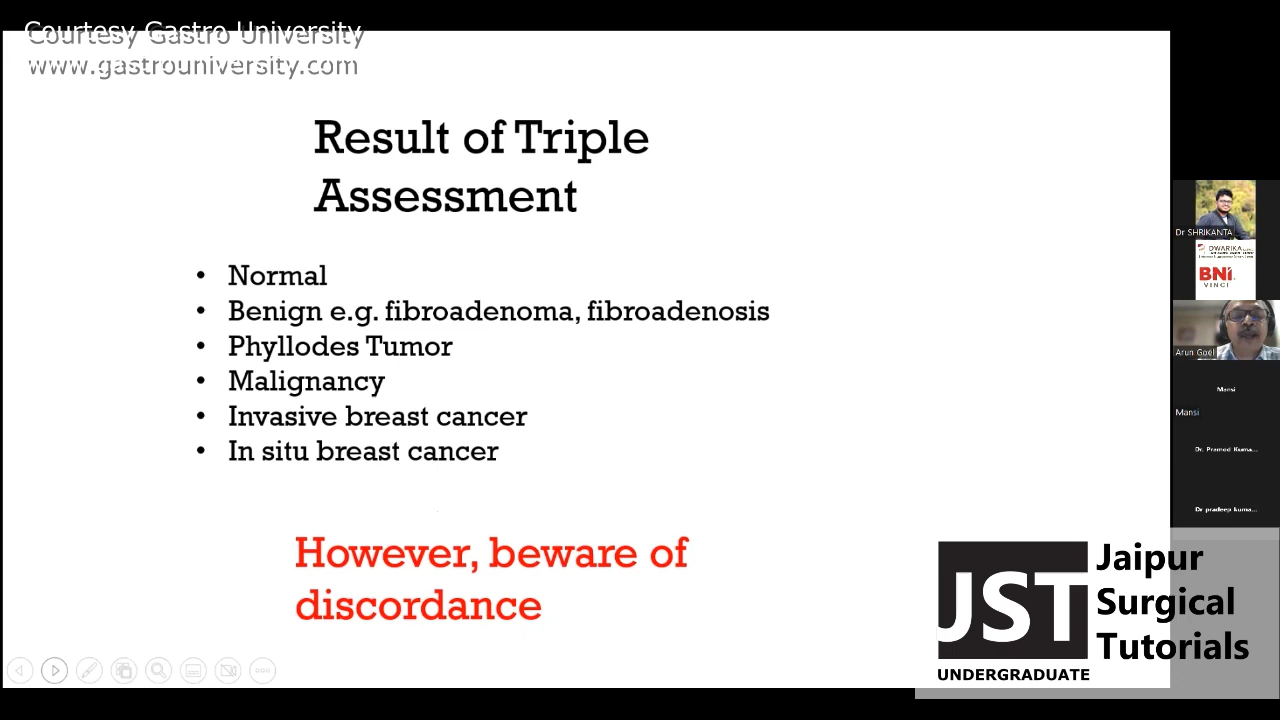 Courtesy Gastro University
www.gastrouniversity.com
Result of Triple
Assessment
• Normal
• Benign e.g. fibroadenoma, fibroadenosis
• Phyllodes Tumor
• Malignancy
• Invasive breast cancer
• In situ breast cancer
However, beware of
discordance
Dr SHRIKANTA
DWARIKA
BNI
VINCI
Arun Goel
Mansi
Mansi
Dr. Pramod Kuma...
Dr pradeep kuma...
JST
UNDERGRADUATE
Jaipur
Surgical
Tutorials